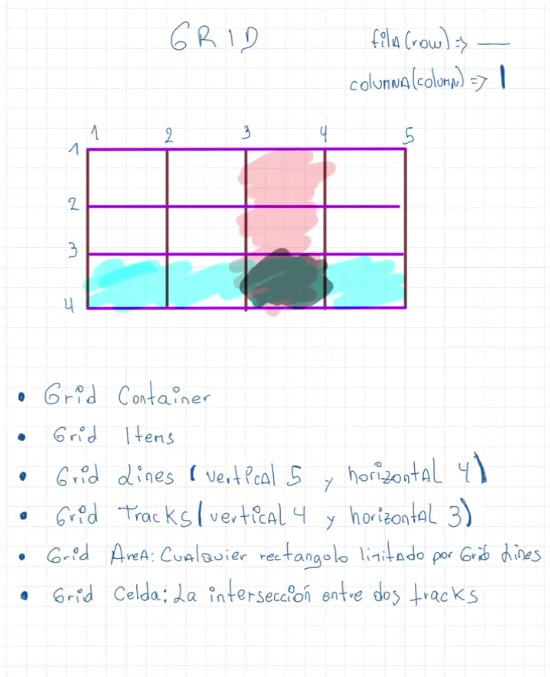 GRID
fila(row) => —
columna(column) => |
1 2 3 4 5
1
2
3
4
• Grid Container
• Grid Items
• Grid Lines (vertical 5 y horizontal 4)
• Grid Tracks (vertical 4 y horizontal 3)
• Grid Area: Cualquier rectangolo limitado por Grid Lines
• Grid Celda: La intersección entre dos tracks